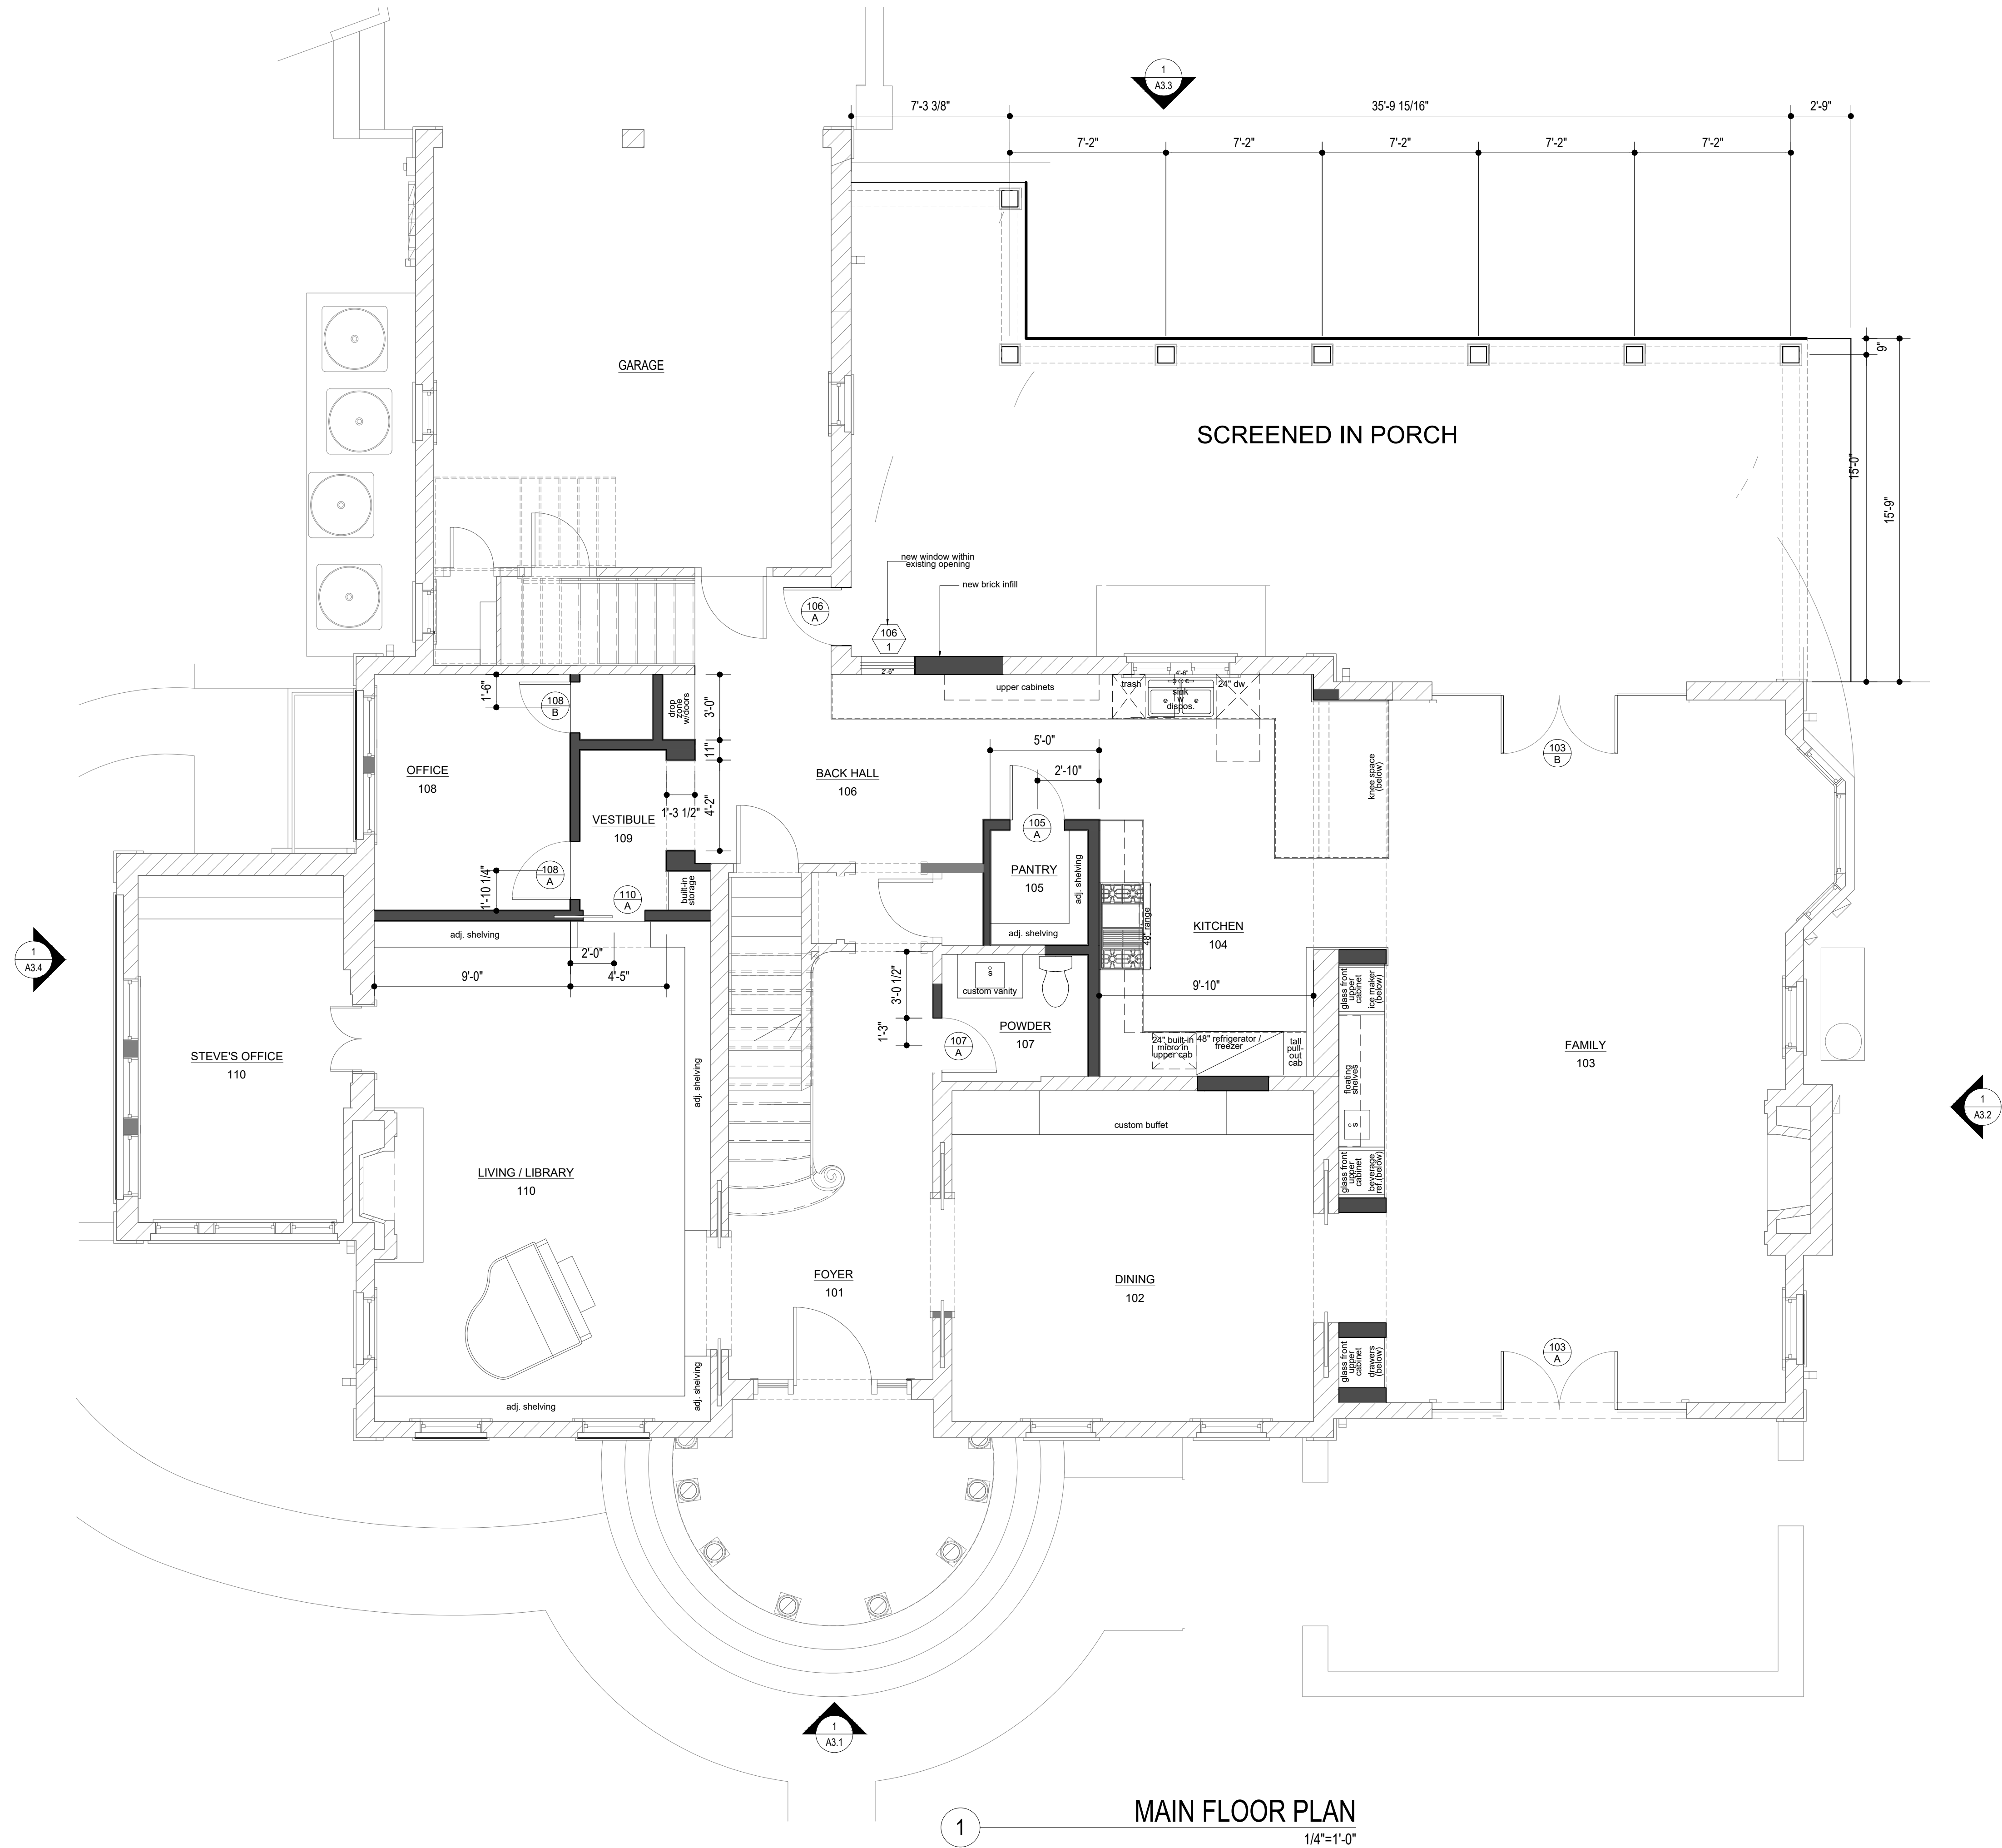 1
A3.3
7'-3 3/8"
35'-9 15/16"
2'-9"
7'-2"
7'-2"
7'-2"
7'-2"
7'-2"
9"
15'-0"
15'-9"
GARAGE
SCREENED IN PORCH
new window within
existing opening
new brick infill
106
A
106
1
2'-6"
4'-6"
upper cabinets
trash
sink
w
dispos.
24" dw
1'-6"
108
B
drop
zone
w/doors
3'-0"
11"
4'-2"
1'-3 1/2"
OFFICE
108
VESTIBULE
109
BACK HALL
106
5'-0"
2'-10"
105
A
PANTRY
105
adj. shelving
adj. shelving
knee space
(below)
103
B
1'-10 1/4"
108
A
110
A
built-in
storage
48" range
KITCHEN
104
adj. shelving
2'-0"
9'-0"
4'-5"
1
A3.4
S
custom vanity
3'-0 1/2"
1'-3"
POWDER
107
107
A
9'-10"
24" built-in
micro in
upper cab
48" refrigerator /
freezer
tall
pull-
out
cab
glass front
upper
cabinet
ice maker
(below)
floating
shelves
S
glass front
upper
cabinet
beverage
ref.(below)
STEVE'S OFFICE
110
FAMILY
103
1
A3.2
adj. shelving
custom buffet
LIVING / LIBRARY
110
FOYER
101
DINING
102
adj. shelving
adj. shelving
glass front
upper
cabinet
drawers
(below)
103
A
1
A3.1
1
MAIN FLOOR PLAN
1/4"=1'-0"